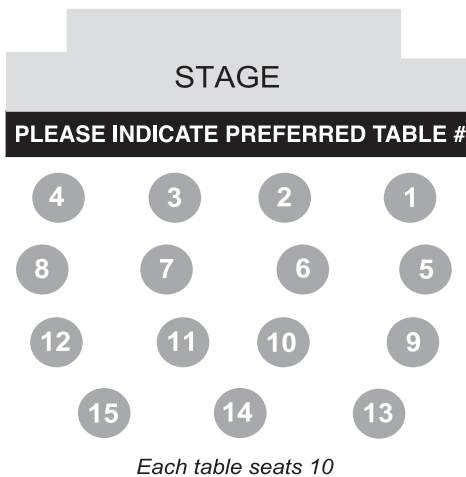 STAGE
PLEASE INDICATE PREFERRED TABLE #
4 3 2 1
8 7 6 5
12 11 10 9
15 14 13
Each table seats 10